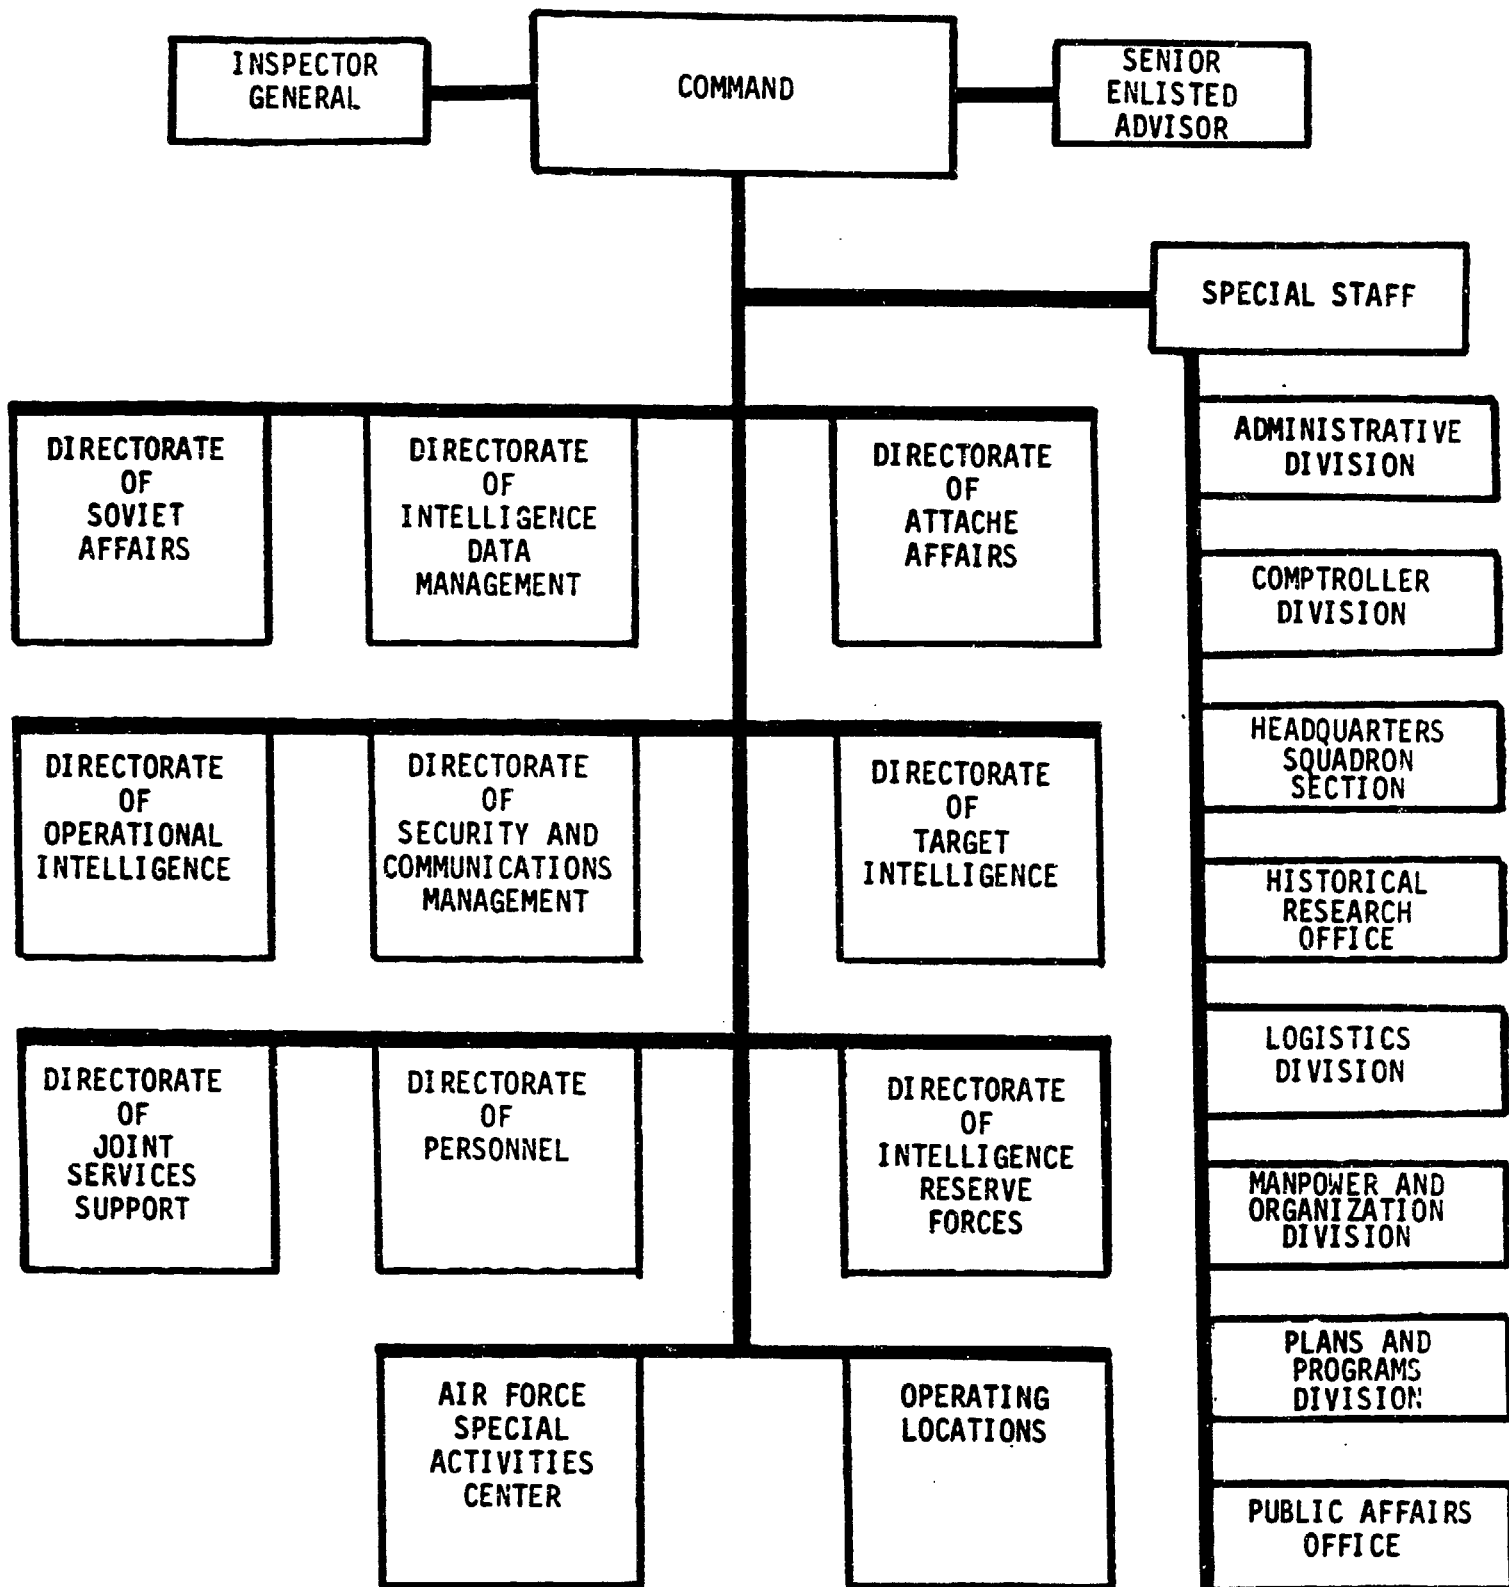 INSPECTOR
GENERAL
COMMAND
SENIOR
ENLISTED
ADVISOR
SPECIAL STAFF
DIRECTORATE
OF
SOVIET
AFFAIRS
DIRECTORATE
OF
INTELLIGENCE
DATA
MANAGEMENT
DIRECTORATE
OF
ATTACHE
AFFAIRS
DIRECTORATE
OF
OPERATIONAL
INTELLIGENCE
DIRECTORATE
OF
SECURITY AND
COMMUNICATIONS
MANAGEMENT
DIRECTORATE
OF
TARGET
INTELLIGENCE
DIRECTORATE
OF
JOINT
SERVICES
SUPPORT
DIRECTORATE
OF
PERSONNEL
DIRECTORATE
OF
INTELLIGENCE
RESERVE
FORCES
AIR FORCE
SPECIAL
ACTIVITIES
CENTER
OPERATING
LOCATIONS
ADMINISTRATIVE
DIVISION
COMPTROLLER
DIVISION
HEADQUARTERS
SQUADRON
SECTION
HISTORICAL
RESEARCH
OFFICE
LOGISTICS
DIVISION
MANPOWER AND
ORGANIZATION
DIVISION
PLANS AND
PROGRAMS
DIVISION
PUBLIC AFFAIRS
OFFICE